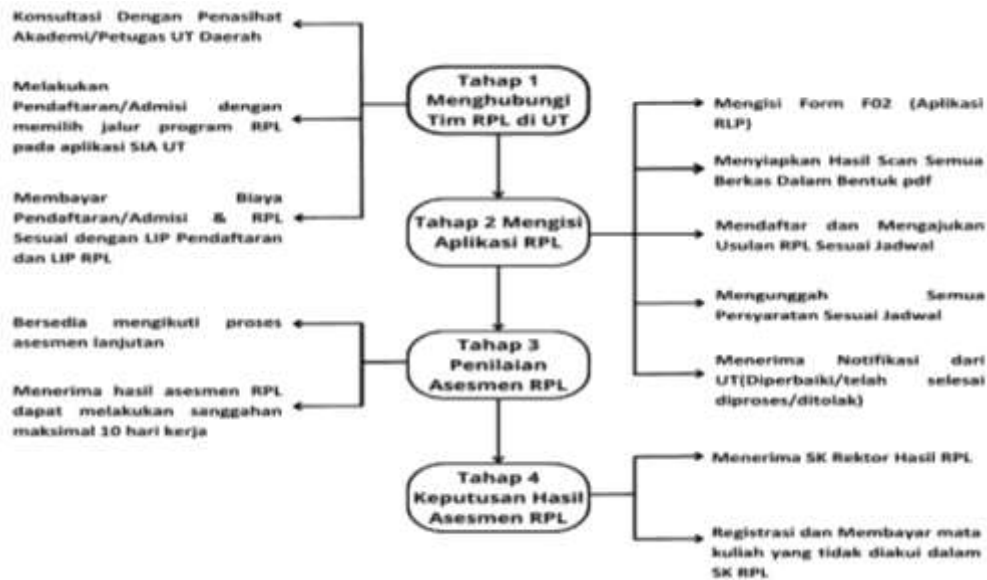 Konsultasi Dengan Penasihat
Akademi/Petugas UT Daerah
Melakukan
Pendaftaran/Admisi dengan
memilih jalur program RPL
pada aplikasi SIA UT
Membayar Biaya
Pendaftaran/Admisi & RPL
Sesuai dengan LIP Pendaftaran
dan LIP RPL
Tahap 1
Menghubungi
Tim RPL di UT
Tahap 2 Mengisi
Aplikasi RPL
Mengisi Form F02 (Aplikasi
RLP)
Menyiapkan Hasil Scan Semua
Berkas Dalam Bentuk pdf
Mendaftar dan Mengajukan
Usulan RPL Sesuai Jadwal
Mengunggah Semua
Persyaratan Sesuai Jadwal
Menerima Notifikasi dari
UT(Diperbaiki/telah selesai
diproses/ditolak)
Bersedia mengikuti proses
asesmen lanjutan
Menerima hasil asesmen RPL
dapat melakukan sanggahan
maksimal 10 hari kerja
Tahap 3
Penilaian
Asesmen RPL
Tahap 4
Keputusan Hasil
Asesmen RPL
Menerima SK Rektor Hasil RPL
Registrasi dan Membayar mata
kuliah yang tidak diakui dalam
SK RPL